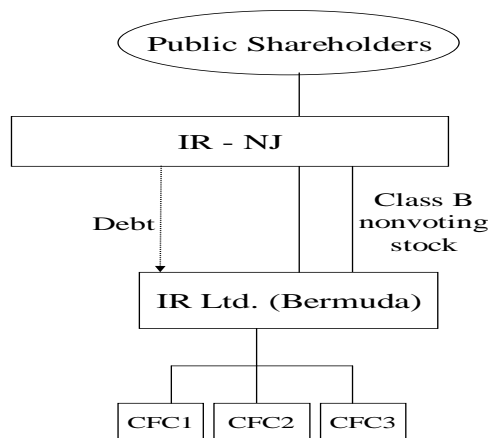 Public Shareholders
IR - NJ
Debt
Class B
nonvoting
stock
IR Ltd. (Bermuda)
CFC1 CFC2 CFC3